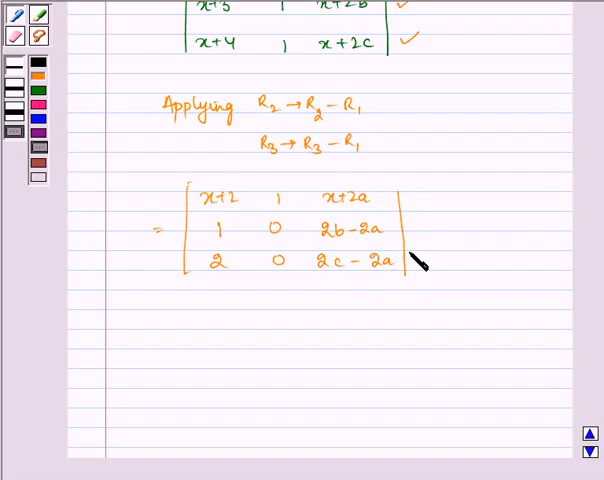 x+3 1 x+2b ✓
x+4 1 x+2c ✓
Applying R₂ → R₂ − R₁
R₃ → R₃ − R₁
x+2 1 x+2a
= 1 0 2b−2a
2 0 2c − 2a